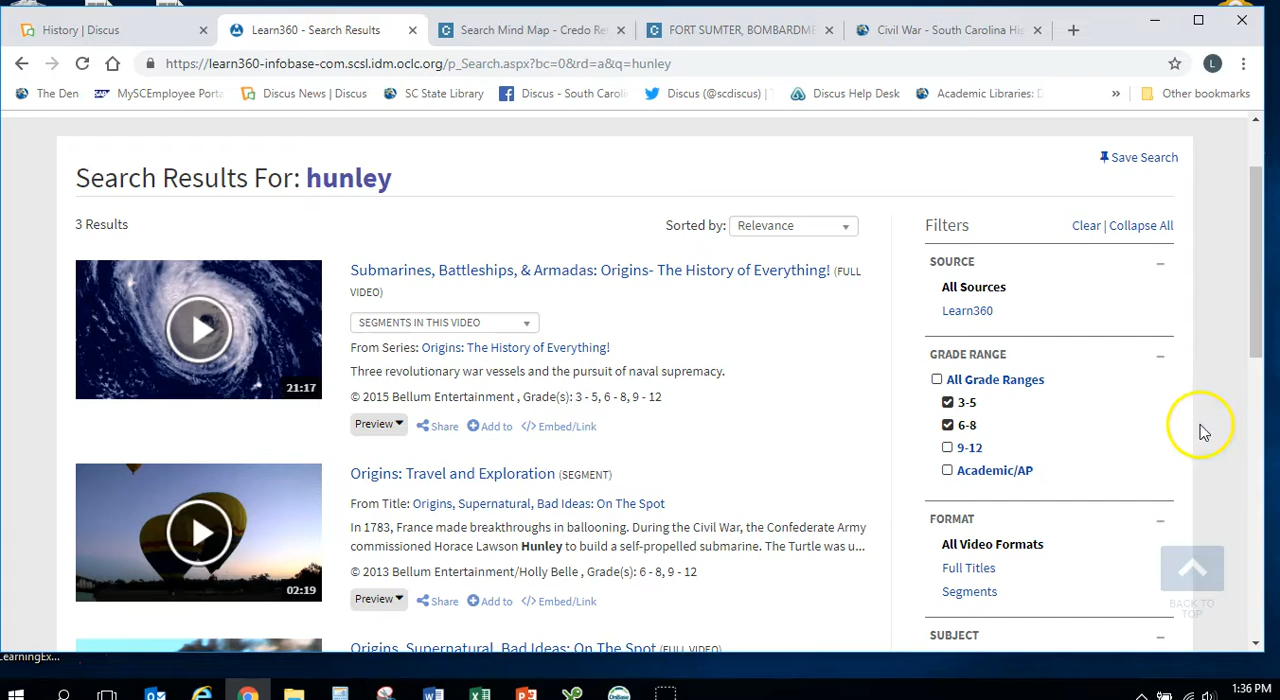 History | Discus
Learn360 - Search Results
Search Mind Map - Credo Re
FORT SUMTER, BOMBARDME
Civil War - South Carolina His
https://learn360-infobase-com.scsl.idm.oclc.org/p_Search.aspx?bc=0&rd=a&q=hunley
L
The Den
MySCEmployee Porta
Discus News | Discus
SC State Library
Discus - South Caroli
Discus (@scdiscus) | T
Discus Help Desk
Academic Libraries: D
»
Other bookmarks
Save Search
Search Results For: hunley
3 Results
Sorted by: Relevance
Submarines, Battleships, & Armadas: Origins- The History of Everything! (FULL
VIDEO)
SEGMENTS IN THIS VIDEO
From Series: Origins: The History of Everything!
Three revolutionary war vessels and the pursuit of naval supremacy.
© 2015 Bellum Entertainment , Grade(s): 3 - 5, 6 - 8, 9 - 12
Preview Share Add to </> Embed/Link
21:17
Origins: Travel and Exploration (SEGMENT)
From Title: Origins, Supernatural, Bad Ideas: On The Spot
In 1783, France made breakthroughs in ballooning. During the Civil War, the Confederate Army
commissioned Horace Lawson Hunley to build a self-propelled submarine. The Turtle was u...
© 2013 Bellum Entertainment/Holly Belle , Grade(s): 6 - 8, 9 - 12
Preview Share Add to </> Embed/Link
02:19
Origins, Supernatural, Bad Ideas: On The Spot (FULL VIDEO)
Filters
Clear | Collapse All
SOURCE
All Sources
Learn360
GRADE RANGE
All Grade Ranges
3-5
6-8
9-12
Academic/AP
FORMAT
All Video Formats
Full Titles
Segments
SUBJECT
BACK TO
TOP
LearningEx...
1:36 PM